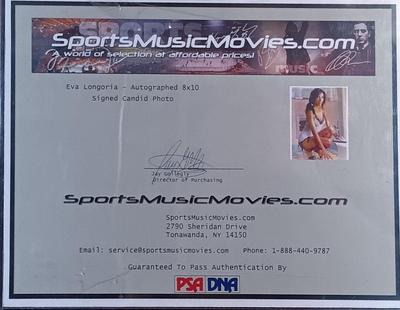 SportsMusicMovies.com
a world of selection at affordable prices!
music
Eva Longoria - Autographed 8x10
Signed Candid Photo
Jay Gallegly
Director of Purchasing
SportsMusicMovies.com
SportsMusicMovies.com
2790 Sheridan Drive
Tonawanda, NY 14150
Email: service@sportsmusicmovies.com Phone: 1-888-440-9787
Guaranteed To Pass Authentication By
PSA DNA